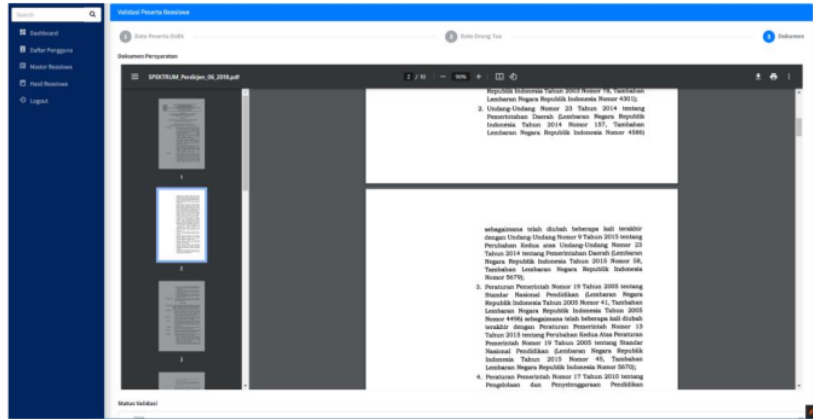 Search
Validasi Peserta Beasiswa
Dashboard
Daftar Pengguna
Master Beasiswa
Hasil Beasiswa
Logout
1 Data Peserta Didik
2 Data Orang Tua
3 Dokumen
Dokumen Persyaratan
SPEKTRUM_Perdirjen_06_2018.pdf
2 / 10
90%
1
2
3
Republik Indonesia Tahun 2003 Nomor 78, Tambahan
Lembaran Negara Republik Indonesia Nomor 4301);
2. Undang-Undang Nomor 23 Tahun 2014 tentang
Pemerintahan Daerah (Lembaran Negara Republik
Indonesia Tahun 2014 Nomor 157, Tambahan
Lembaran Negara Republik Indonesia Nomor 4586)
sebagaimana telah diubah beberapa kali terakhir
dengan Undang-Undang Nomor 9 Tahun 2015 tentang
Perubahan Kedua atas Undang-Undang Nomor 23
Tahun 2014 tentang Pemerintahan Daerah (Lembaran
Negara Republik Indonesia Tahun 2015 Nomor 58,
Tambahan Lembaran Negara Republik Indonesia
Nomor 5679);
3. Peraturan Pemerintah Nomor 19 Tahun 2005 tentang
Standar Nasional Pendidikan (Lembaran Negara
Republik Indonesia Tahun 2005 Nomor 41, Tambahan
Lembaran Negara Republik Indonesia Tahun 2005
Nomor 4496) sebagaimana telah beberapa kali diubah
terakhir dengan Peraturan Pemerintah Nomor 13
Tahun 2015 tentang Perubahan Kedua Atas Peraturan
Pemerintah Nomor 19 Tahun 2005 tentang Standar
Nasional Pendidikan (Lembaran Negara Republik
Indonesia Tahun 2015 Nomor 45, Tambahan
Lembaran Negara Republik Indonesia Nomor 5670);
4. Peraturan Pemerintah Nomor 17 Tahun 2010 tentang
Pengelolaan dan Penyelenggaraan Pendidikan
Status Validasi